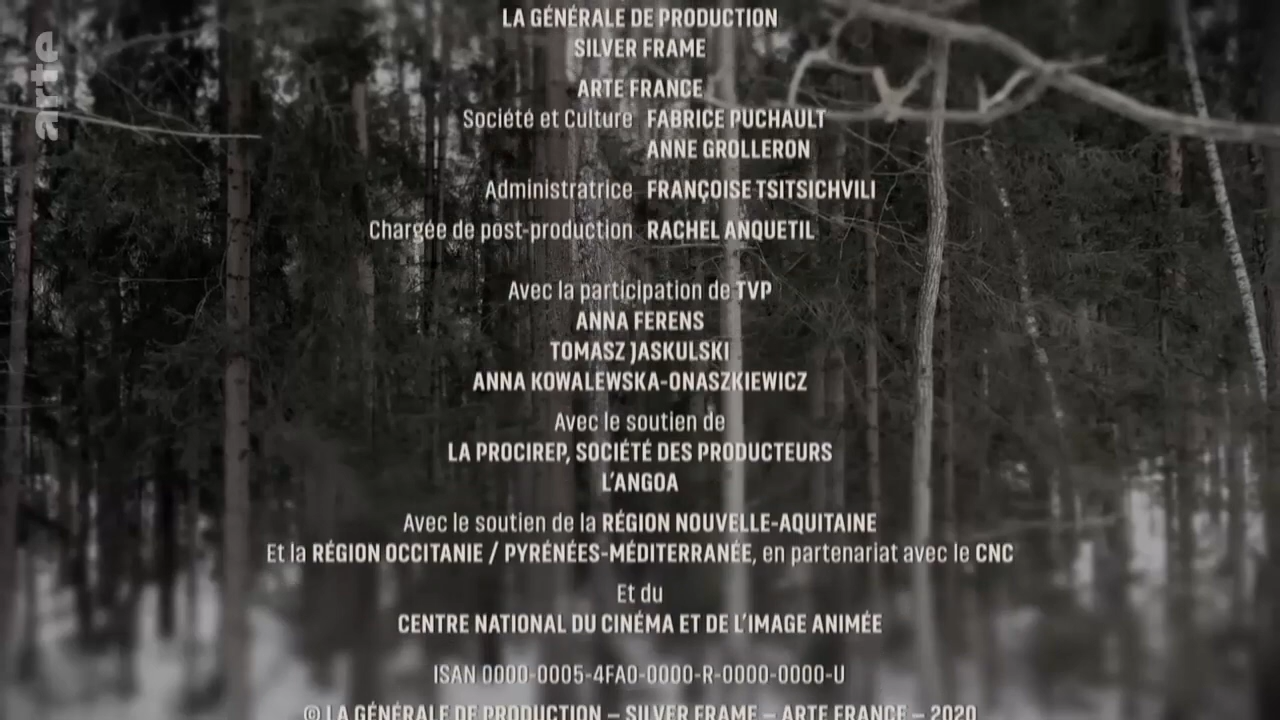 arte
LA GÉNÉRALE DE PRODUCTION
SILVER FRAME
ARTE FRANCE
Société et Culture FABRICE PUCHAULT
ANNE GROLLERON
Administratrice FRANÇOISE TSITSICHVILI
Chargée de post-production RACHEL ANQUETIL
Avec la participation de TVP
ANNA FERENS
TOMASZ JASKULSKI
ANNA KOWALEWSKA-ONASZKIEWICZ
Avec le soutien de
LA PROCIREP, SOCIÉTÉ DES PRODUCTEURS
L'ANGOA
Avec le soutien de la RÉGION NOUVELLE-AQUITAINE
Et la RÉGION OCCITANIE / PYRÉNÉES-MÉDITERRANÉE, en partenariat avec le CNC
Et du
CENTRE NATIONAL DU CINÉMA ET DE L'IMAGE ANIMÉE
ISAN 0000-0005-4FA0-0000-R-0000-0000-U
© LA GÉNÉRALE DE PRODUCTION – SILVER FRAME – ARTE FRANCE – 2020